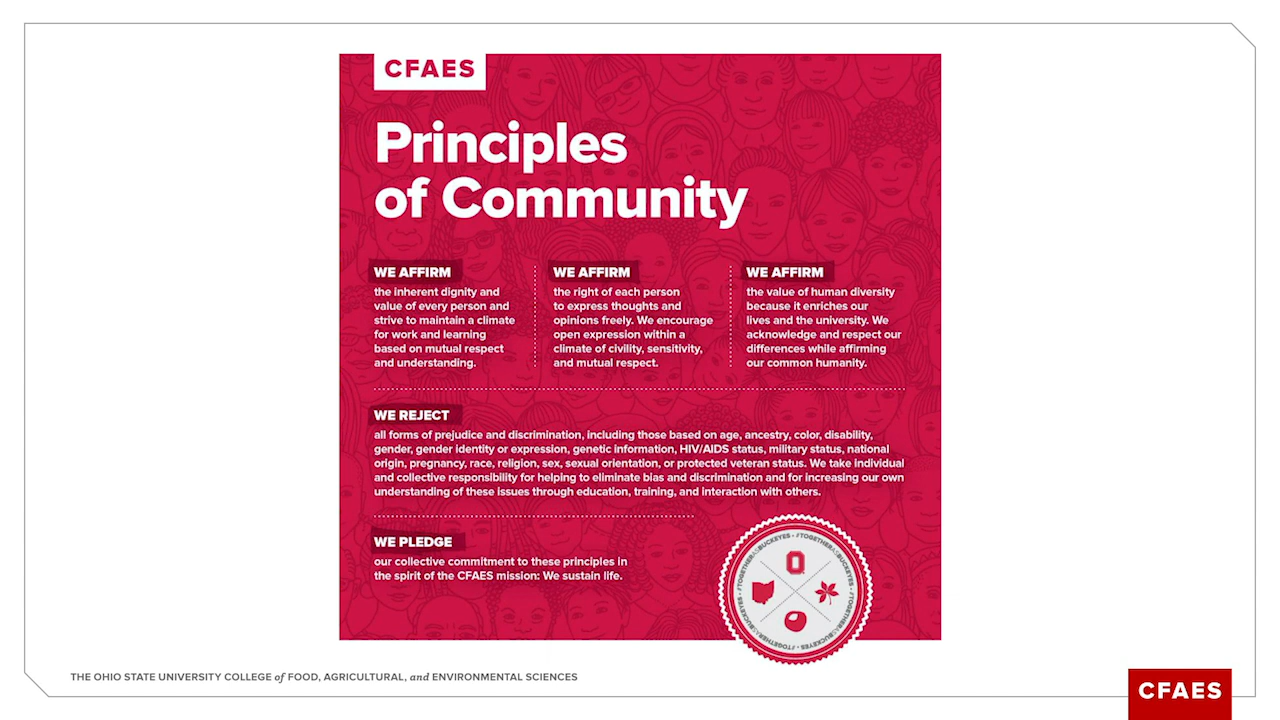 CFAES
Principles
of Community
WE AFFIRM
the inherent dignity and
value of every person and
strive to maintain a climate
for work and learning
based on mutual respect
and understanding.
WE AFFIRM
the right of each person
to express thoughts and
opinions freely. We encourage
open expression within a
climate of civility, sensitivity,
and mutual respect.
WE AFFIRM
the value of human diversity
because it enriches our
lives and the university. We
acknowledge and respect our
differences while affirming
our common humanity.
WE REJECT
all forms of prejudice and discrimination, including those based on age, ancestry, color, disability,
gender, gender identity or expression, genetic information, HIV/AIDS status, military status, national
origin, pregnancy, race, religion, sex, sexual orientation, or protected veteran status. We take individual
and collective responsibility for helping to eliminate bias and discrimination and for increasing our own
understanding of these issues through education, training, and interaction with others.
WE PLEDGE
our collective commitment to these principles in
the spirit of the CFAES mission: We sustain life.
#TOGETHERASBUCKEYES • #TOGETHERASBUCKEYES • #TOGETHERASBUCKEYES • #TOGETHERASBUCKEYES •
O
THE OHIO STATE UNIVERSITY COLLEGE of FOOD, AGRICULTURAL, and ENVIRONMENTAL SCIENCES
CFAES